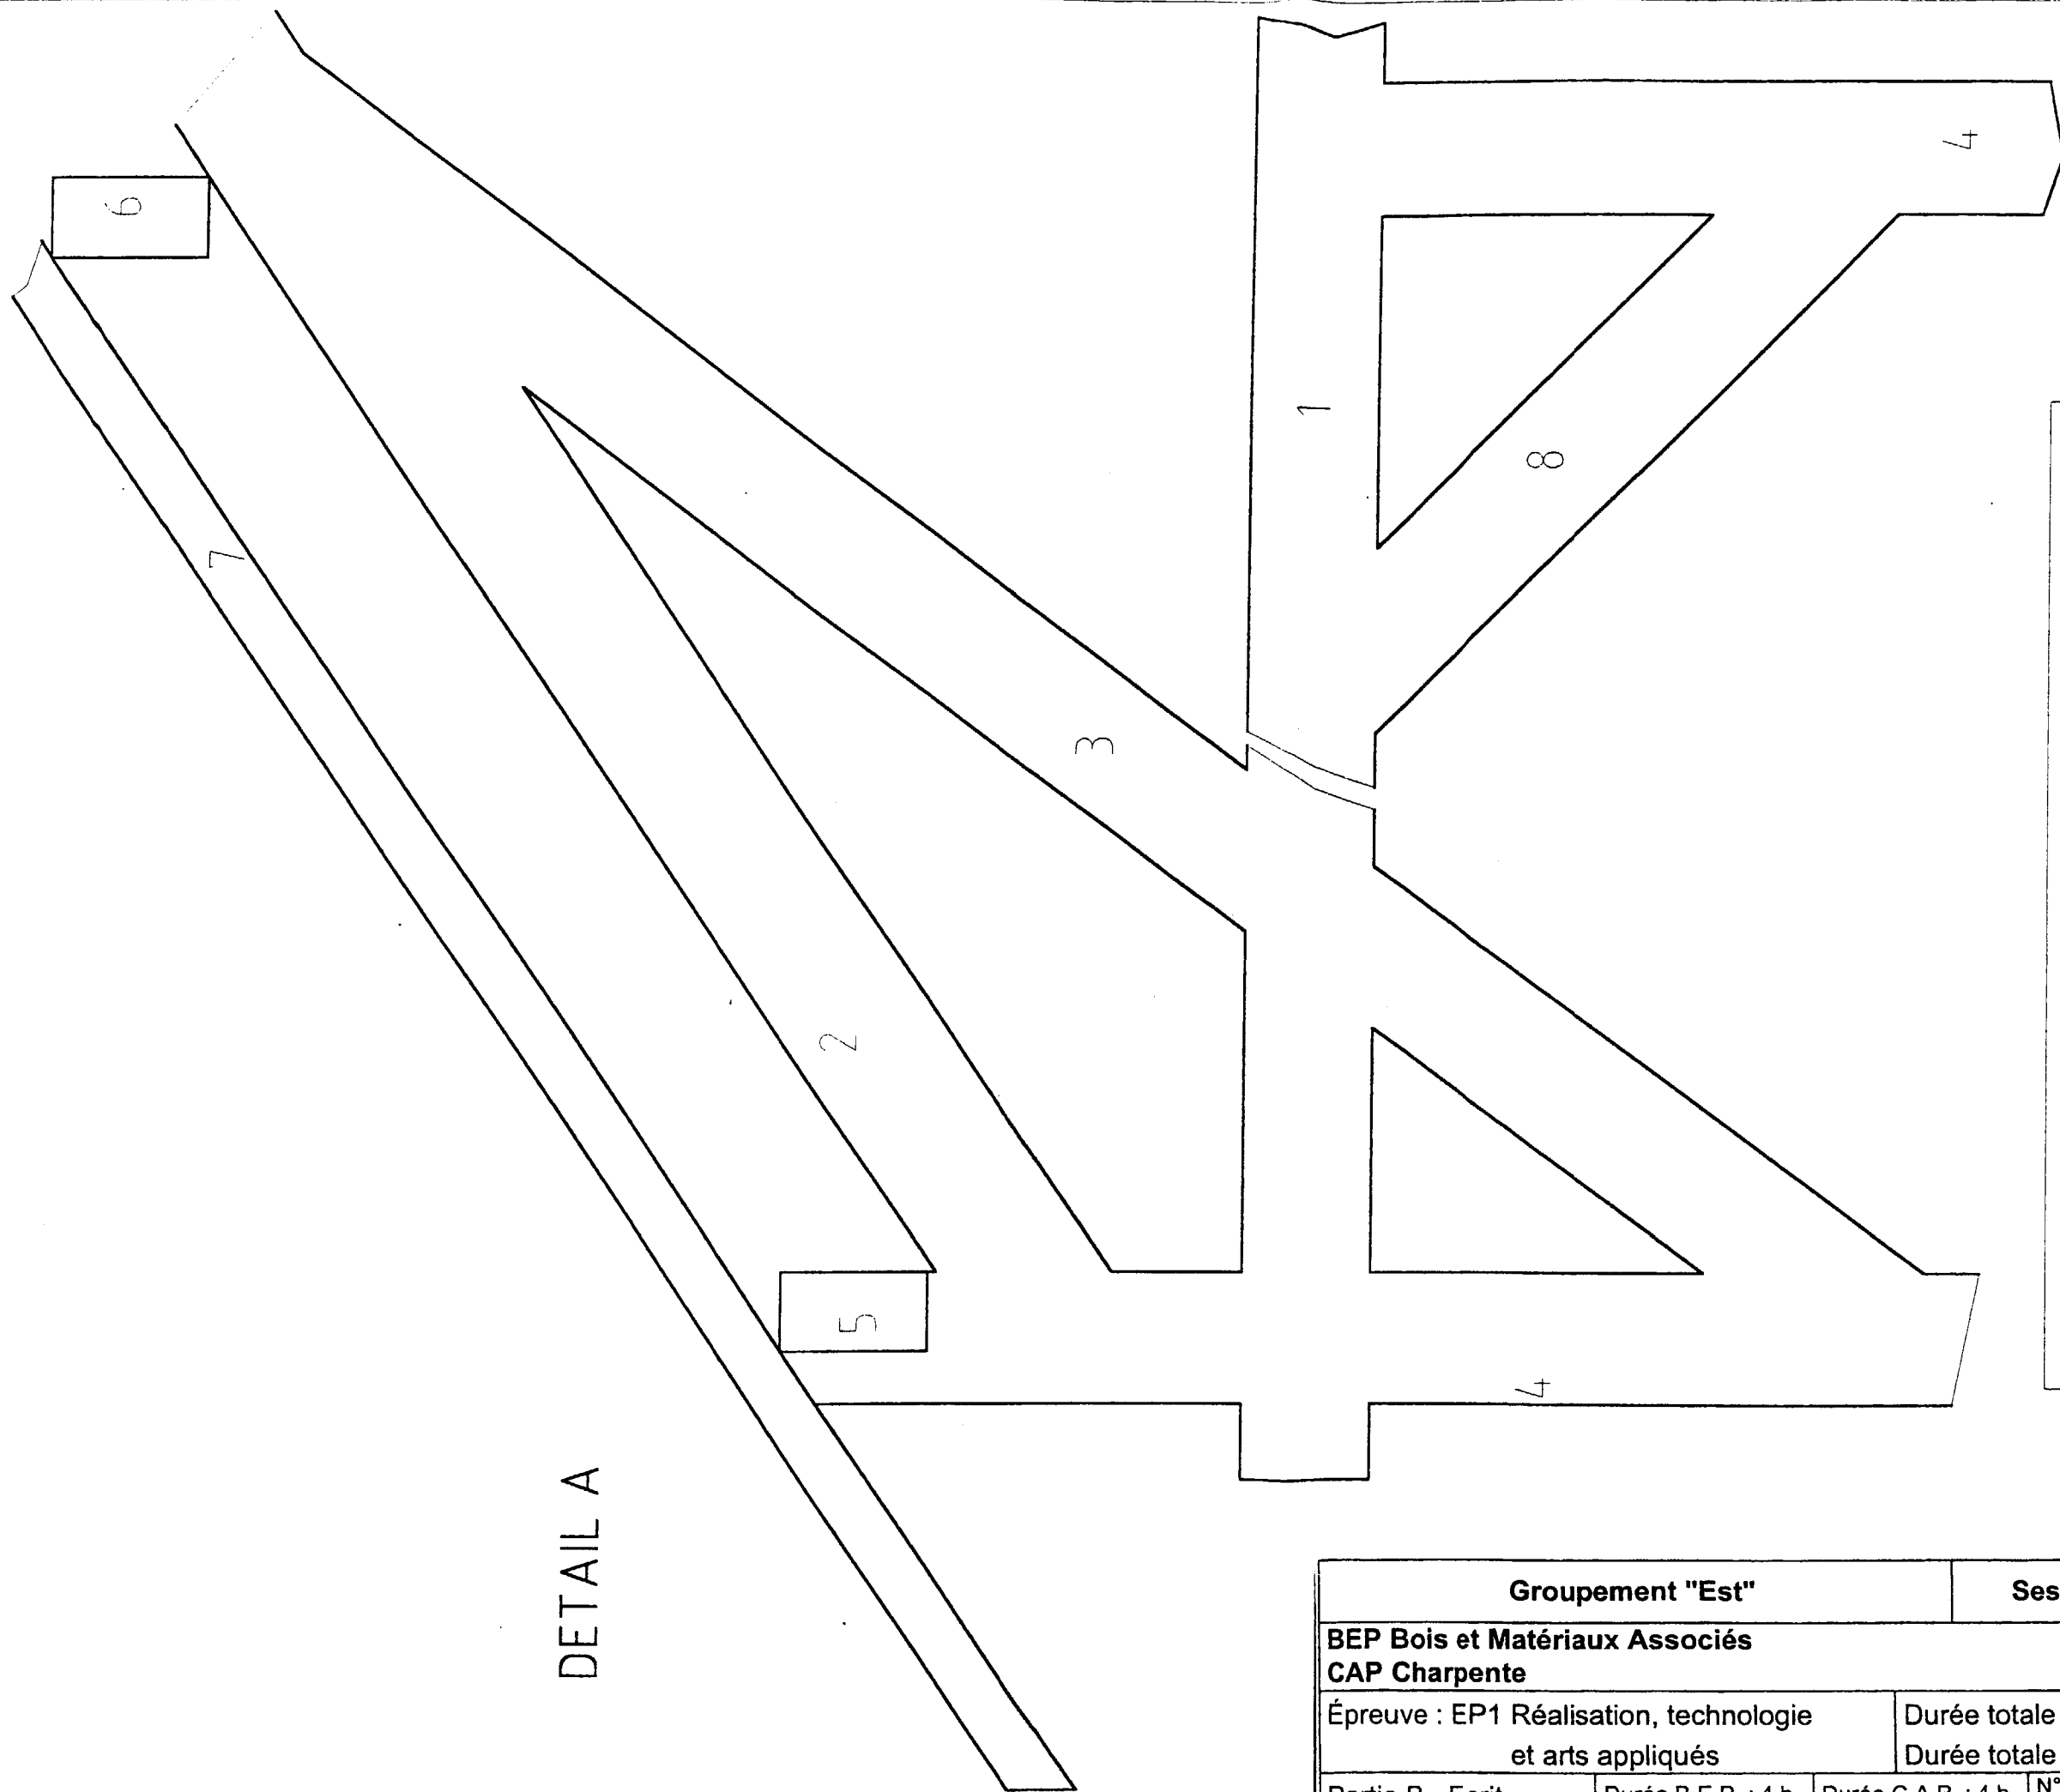 6
4
1
7
8
3
2
5
4
DETAIL A
Groupement "Est"
Ses
BEP Bois et Matériaux Associés
CAP Charpente
Épreuve : EP1 Réalisation, technologie
et arts appliqués
Durée totale
Durée totale